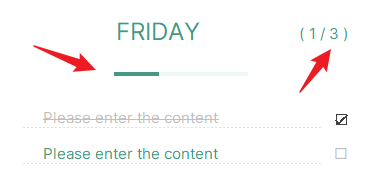 FRIDAY
( 1 / 3 )
Please enter the content
Please enter the content